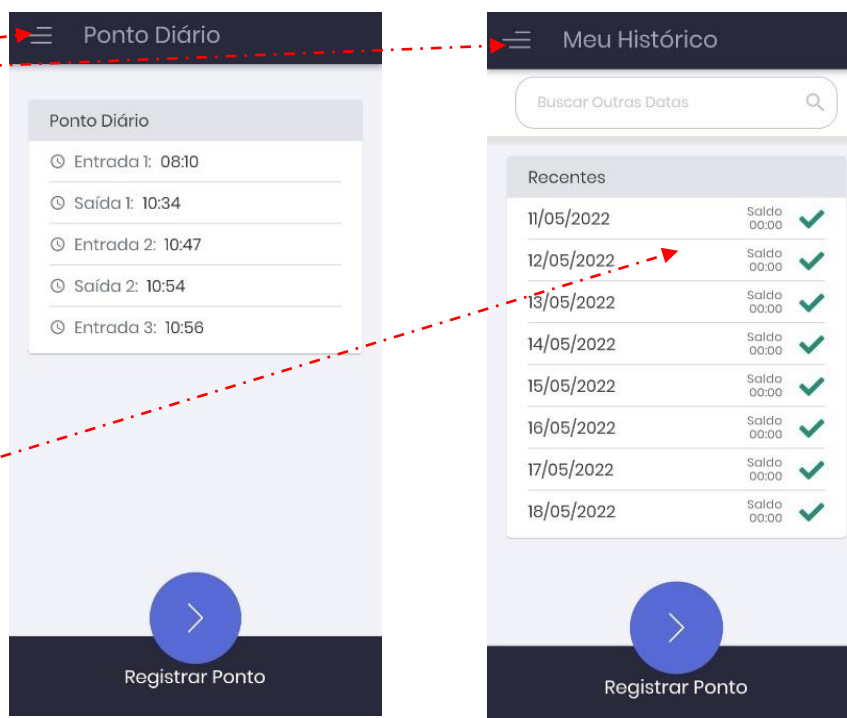 Ponto Diário
Ponto Diário
Entrada 1: 08:10
Saída 1: 10:34
Entrada 2: 10:47
Saída 2: 10:54
Entrada 3: 10:56
Registrar Ponto
Meu Histórico
Buscar Outras Datas
Recentes
11/05/2022 Saldo 00:00
12/05/2022 Saldo 00:00
13/05/2022 Saldo 00:00
14/05/2022 Saldo 00:00
15/05/2022 Saldo 00:00
16/05/2022 Saldo 00:00
17/05/2022 Saldo 00:00
18/05/2022 Saldo 00:00
Registrar Ponto